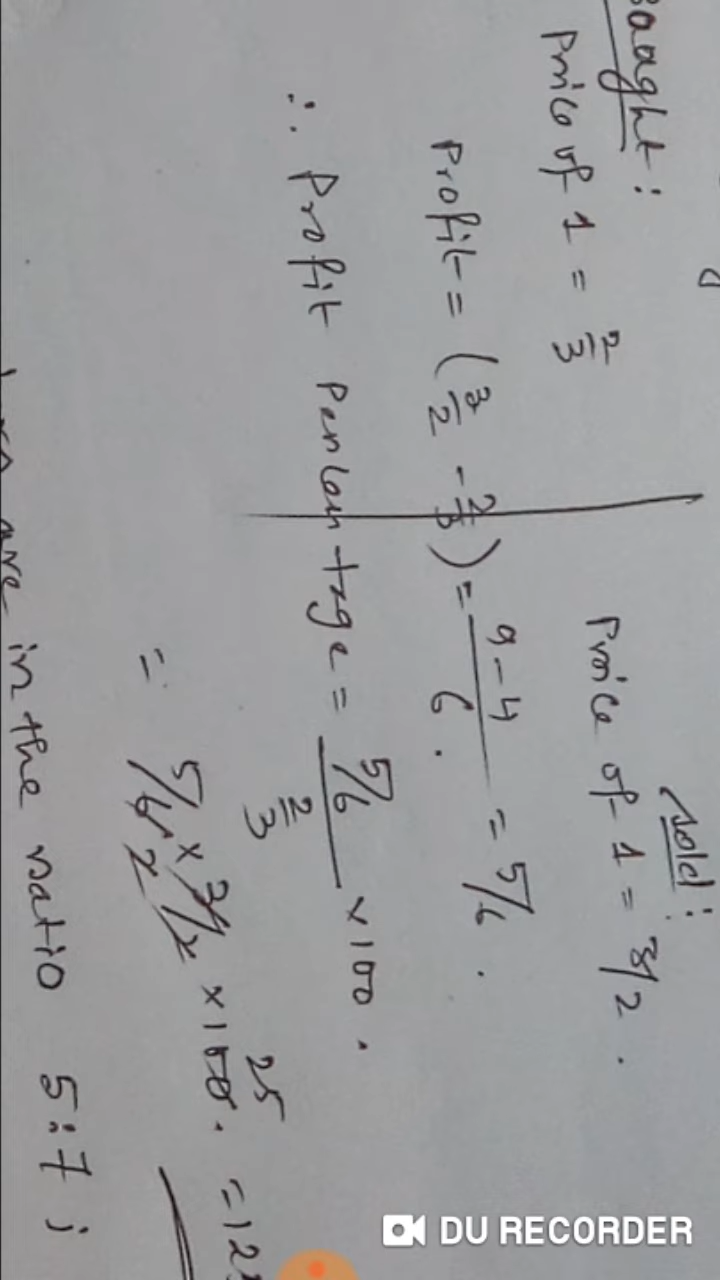 Baught:
sold:
Price of 1 = 2/3
Price of 1 = 3/2.
Profit = (3/2 - 2/3) = 9-4/6. = 5/6.
∴ Profit Percentage = 5/6 / 2/3 × 100.
= 5/6 2 × 3/2 × 100. 25 = 12
are in the ratio 5:7;
DU RECORDER